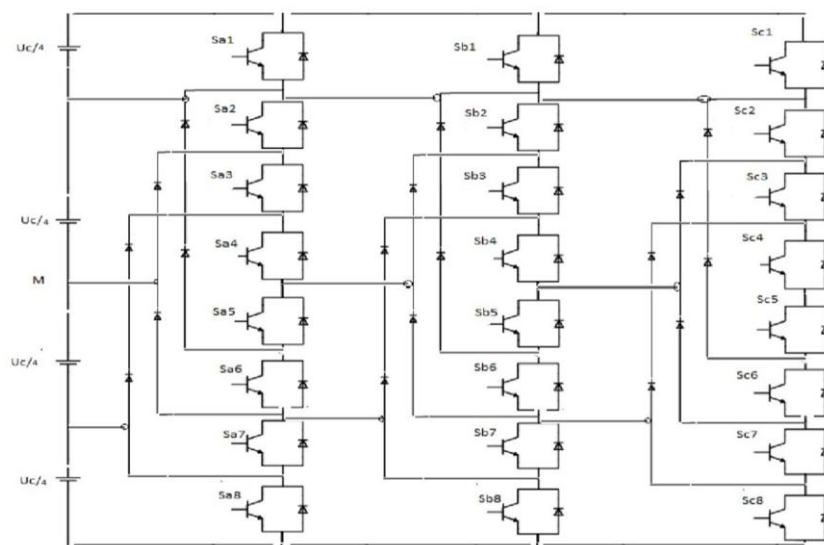 Sa1
Sb1
Sc1
Uc/4
Sa2
Sb2
Sc2
Sa3
Sb3
Sc3
Uc/4
Sa4
Sb4
Sc4
M
Sa5
Sb5
Sc5
Uc/4
Sa6
Sb6
Sc6
Sa7
Sb7
Sc7
Uc/4
Sa8
Sb8
Sc8